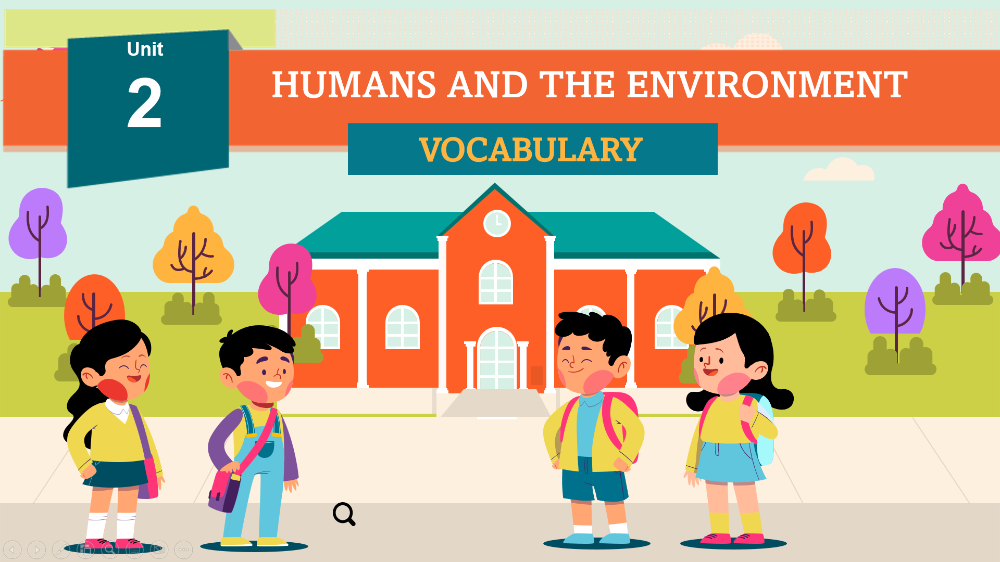 Unit
2
HUMANS AND THE ENVIRONMENT
VOCABULARY